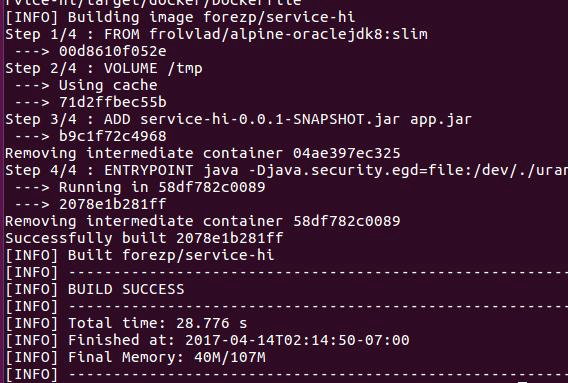 rvice-hi/target/docker/Dockerfile
[INFO] Building image forezp/service-hi
Step 1/4 : FROM frolvlad/alpine-oraclejdk8:slim
 ---> 00d8610f052e
Step 2/4 : VOLUME /tmp
 ---> Using cache
 ---> 71d2ffbec55b
Step 3/4 : ADD service-hi-0.0.1-SNAPSHOT.jar app.jar
 ---> b9c1f72c4968
Removing intermediate container 04ae397ec325
Step 4/4 : ENTRYPOINT java -Djava.security.egd=file:/dev/./uran
 ---> Running in 58df782c0089
 ---> 2078e1b281ff
Removing intermediate container 58df782c0089
Successfully built 2078e1b281ff
[INFO] Built forezp/service-hi
[INFO] ------------------------------------------------------
[INFO] BUILD SUCCESS
[INFO] ------------------------------------------------------
[INFO] Total time: 28.776 s
[INFO] Finished at: 2017-04-14T02:14:50-07:00
[INFO] Final Memory: 40M/107M
[INFO] ------------------------------------------------------